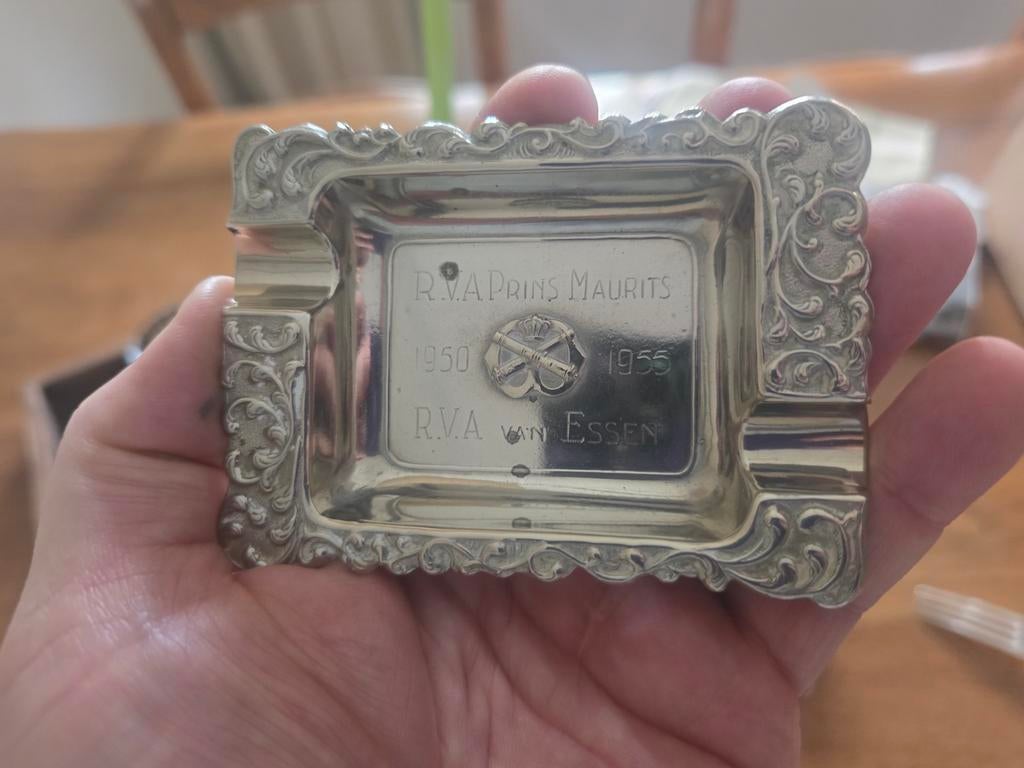 R.V.A PRINS MAURITS
1950 1955
R.V.A VAN ESSEN